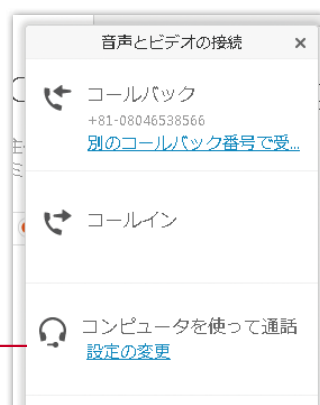 音声とビデオの接続 ×
コールバック
+81-08046538566
別のコールバック番号で受...
コールイン
コンピュータを使って通話
設定の変更